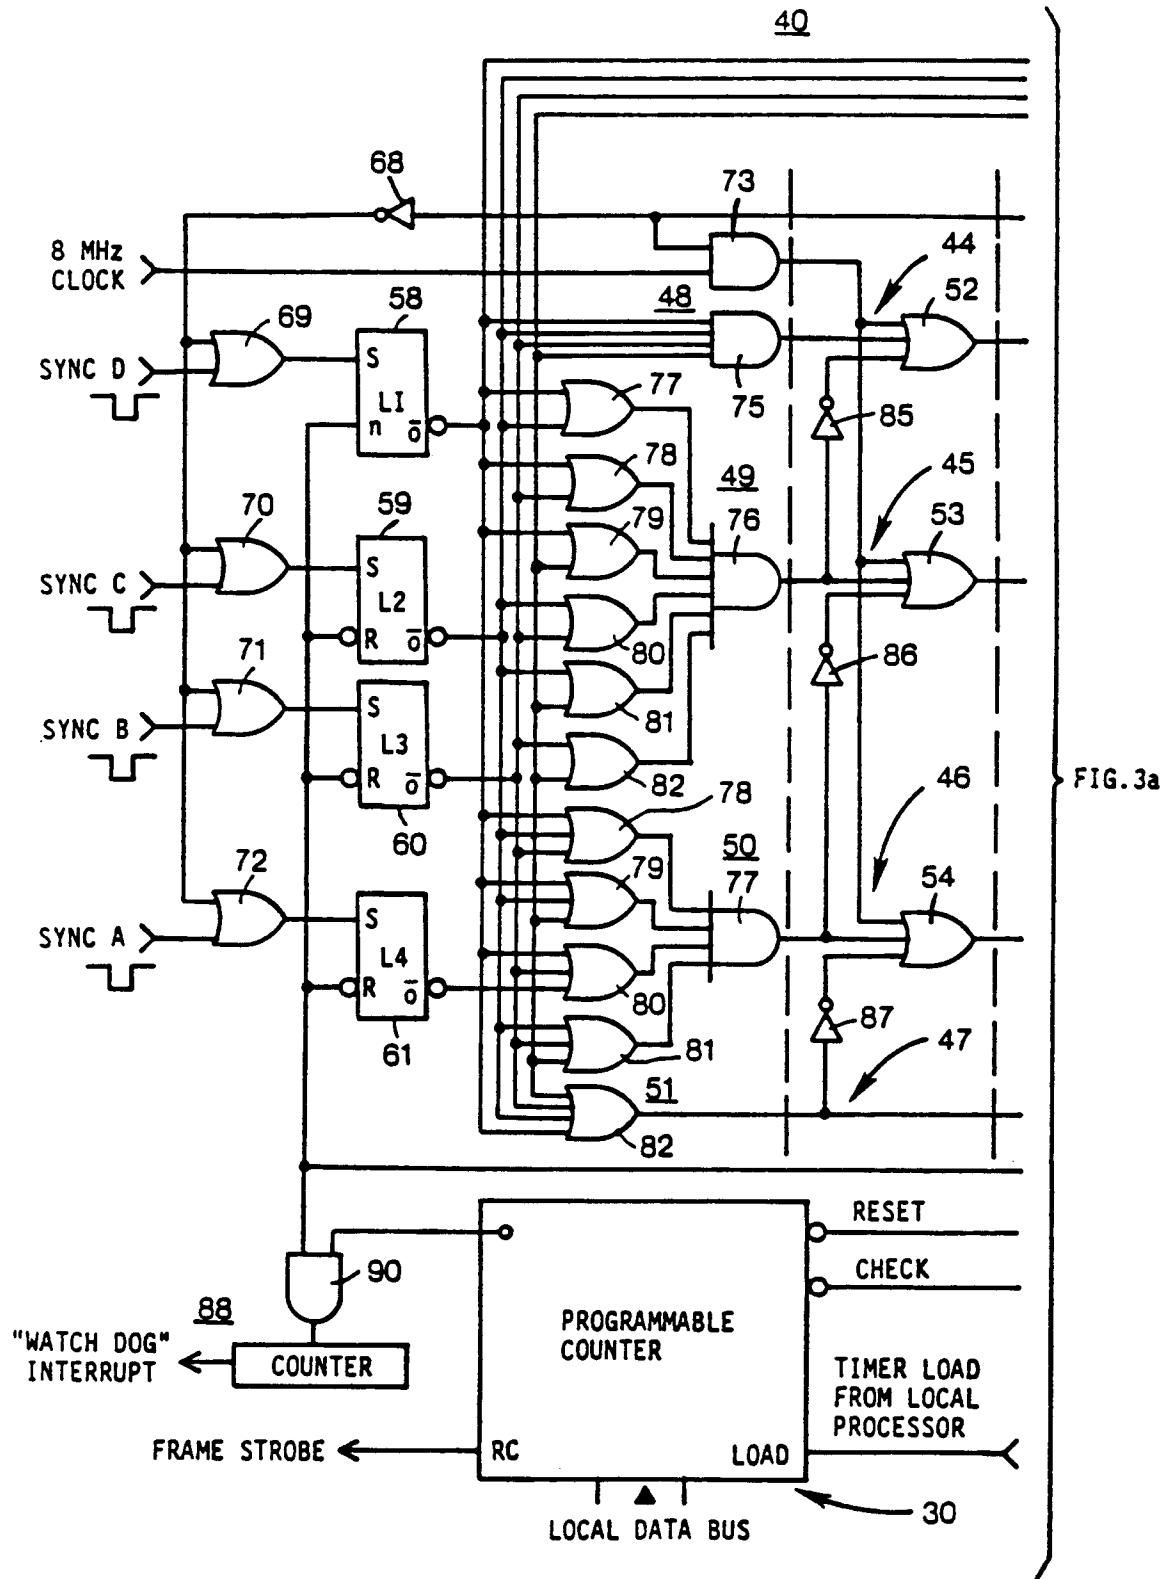 40
68
73
8 MHz
CLOCK
44
52
48
69
58
S
SYNC D
L1
n
o̅
77
75
85
78
49
45
70
59
79
76
53
S
SYNC C
L2
R
o̅
80
86
71
S
81
SYNC B
L3
R
o̅
82
78
46
FIG.3a
60
50
79
77
54
72
S
SYNC A
L4
R
o̅
80
87
61
81
47
51
82
RESET
90
CHECK
88
"WATCH DOG"
INTERRUPT
COUNTER
PROGRAMMABLE
COUNTER
TIMER LOAD
FROM LOCAL
PROCESSOR
FRAME STROBE
RC
LOAD
30
LOCAL DATA BUS